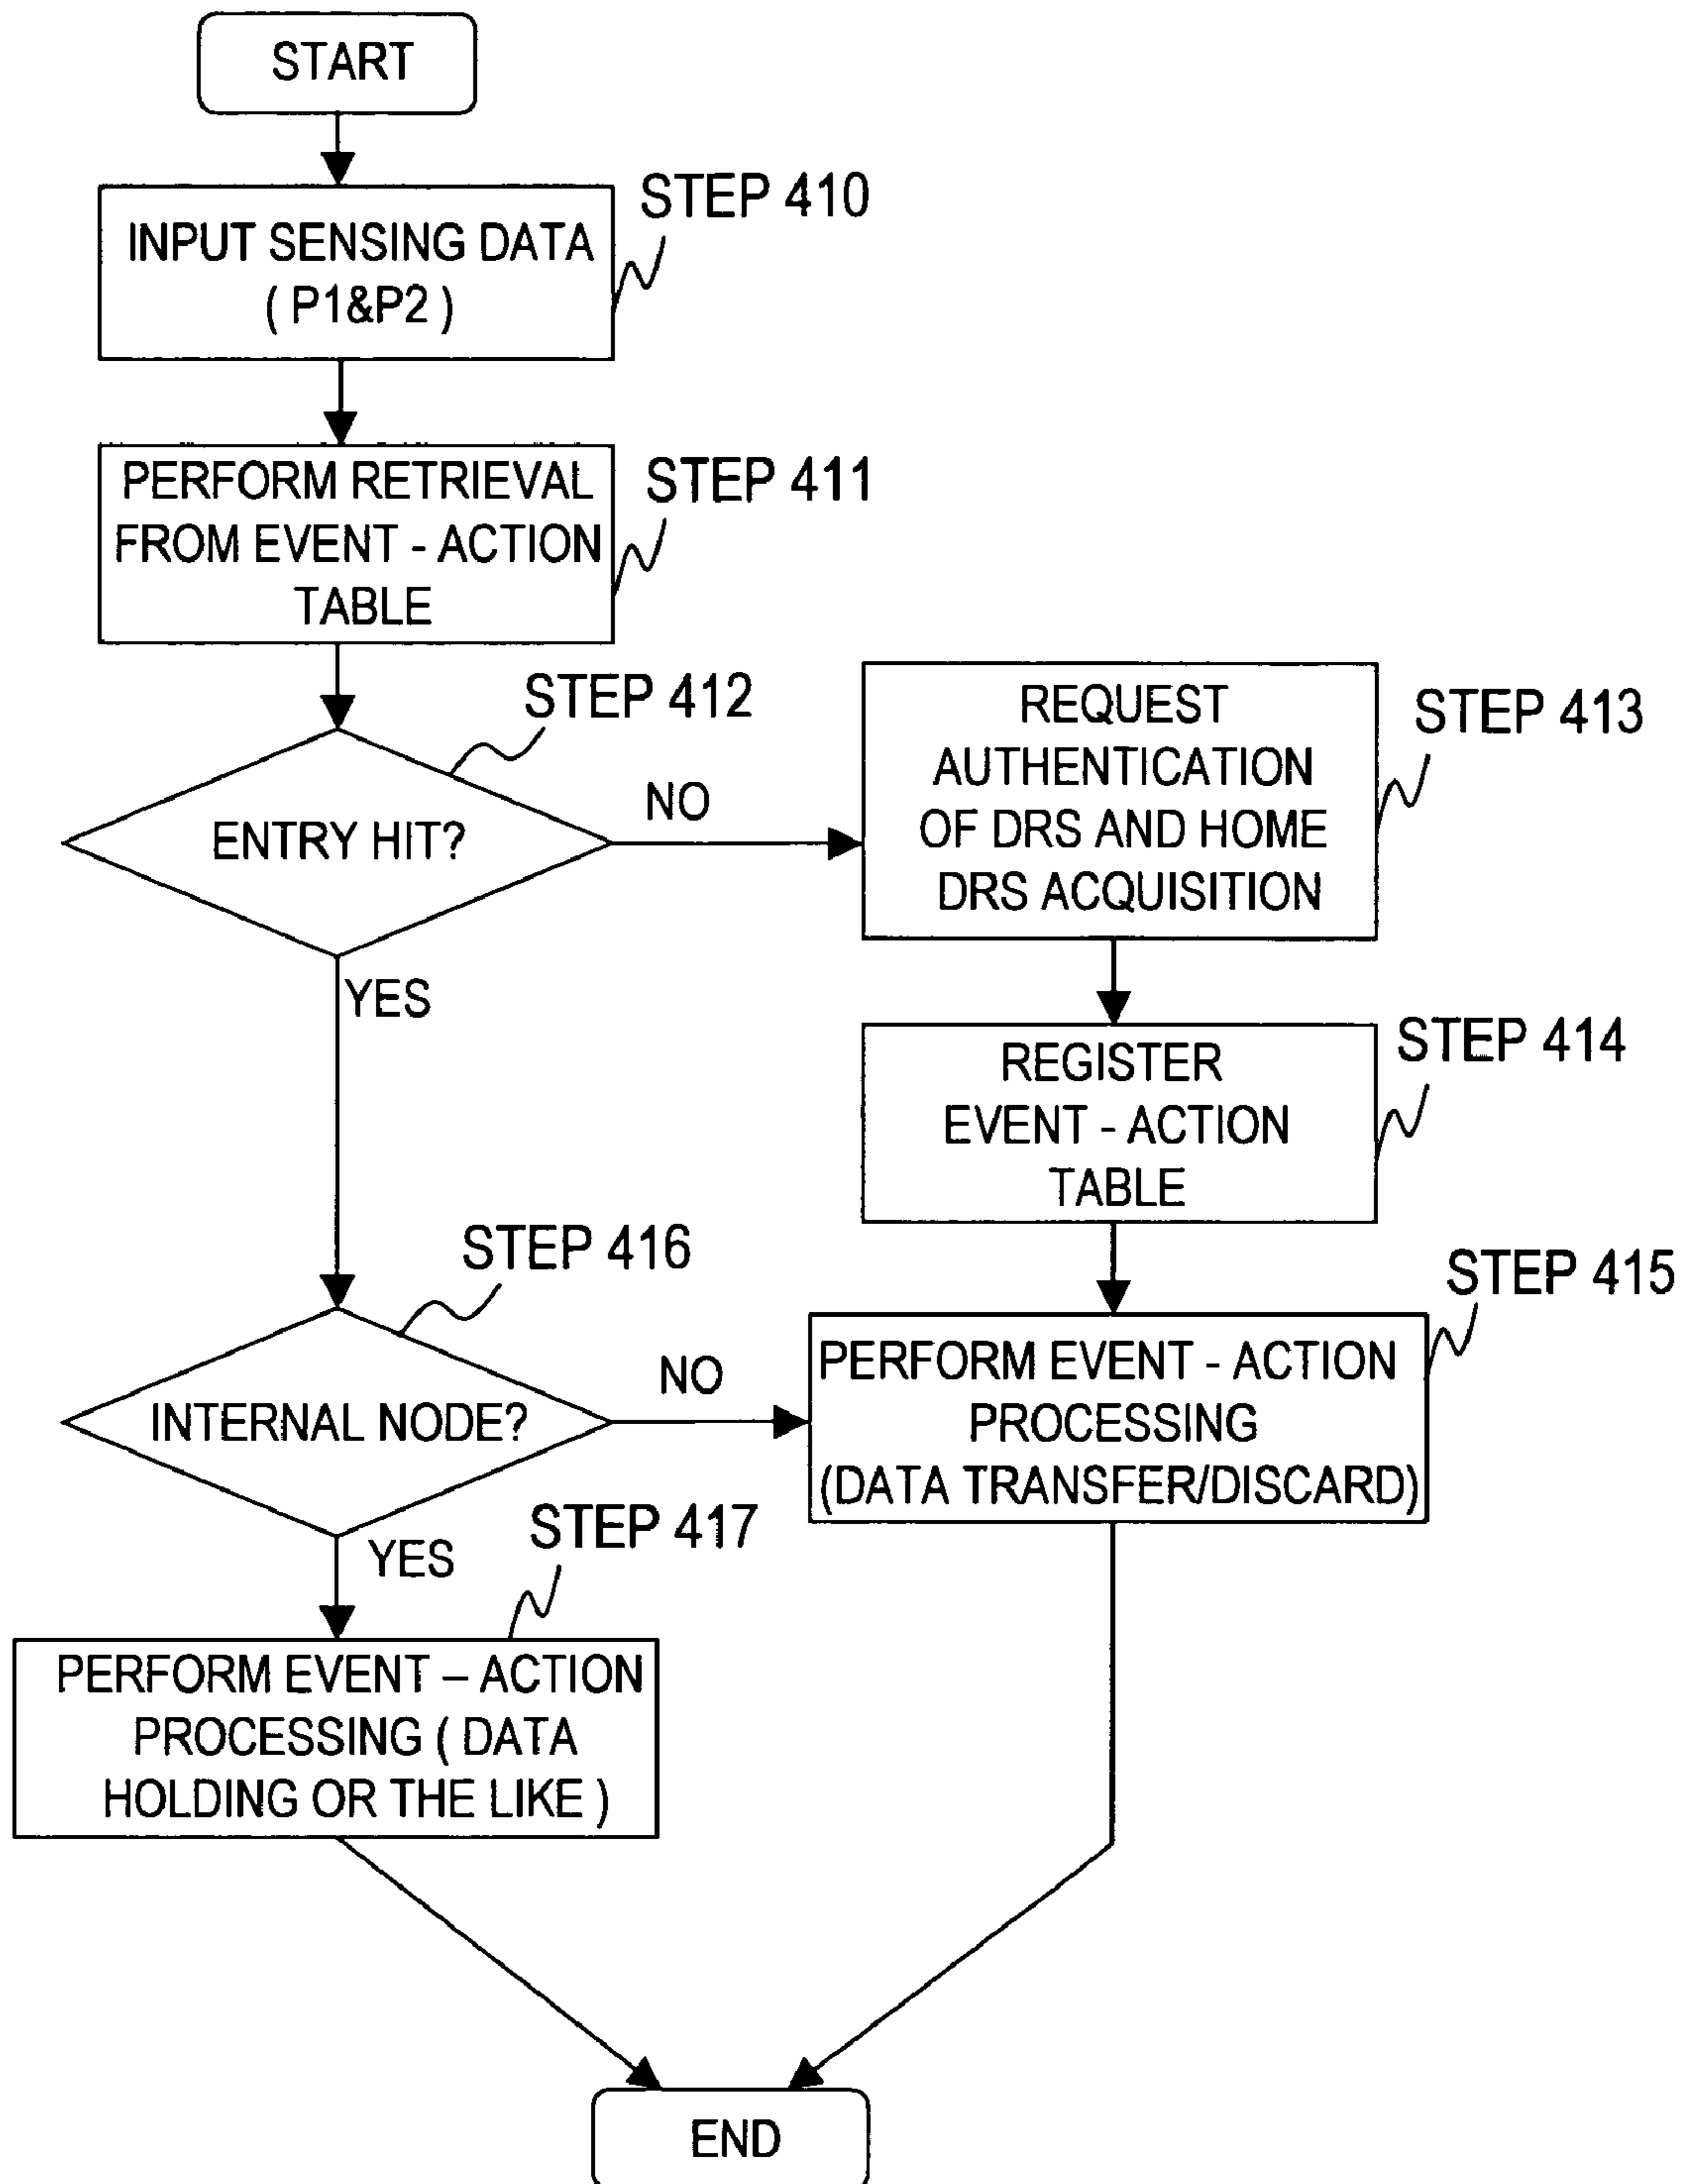 START
STEP 410
INPUT SENSING DATA
( P1&P2 )
STEP 411
PERFORM RETRIEVAL
FROM EVENT - ACTION
TABLE
STEP 412
ENTRY HIT?
NO
YES
STEP 413
REQUEST
AUTHENTICATION
OF DRS AND HOME
DRS ACQUISITION
STEP 414
REGISTER
EVENT - ACTION
TABLE
STEP 416
INTERNAL NODE?
NO
YES
STEP 415
PERFORM EVENT - ACTION
PROCESSING
(DATA TRANSFER/DISCARD)
STEP 417
PERFORM EVENT – ACTION
PROCESSING ( DATA
HOLDING OR THE LIKE )
END